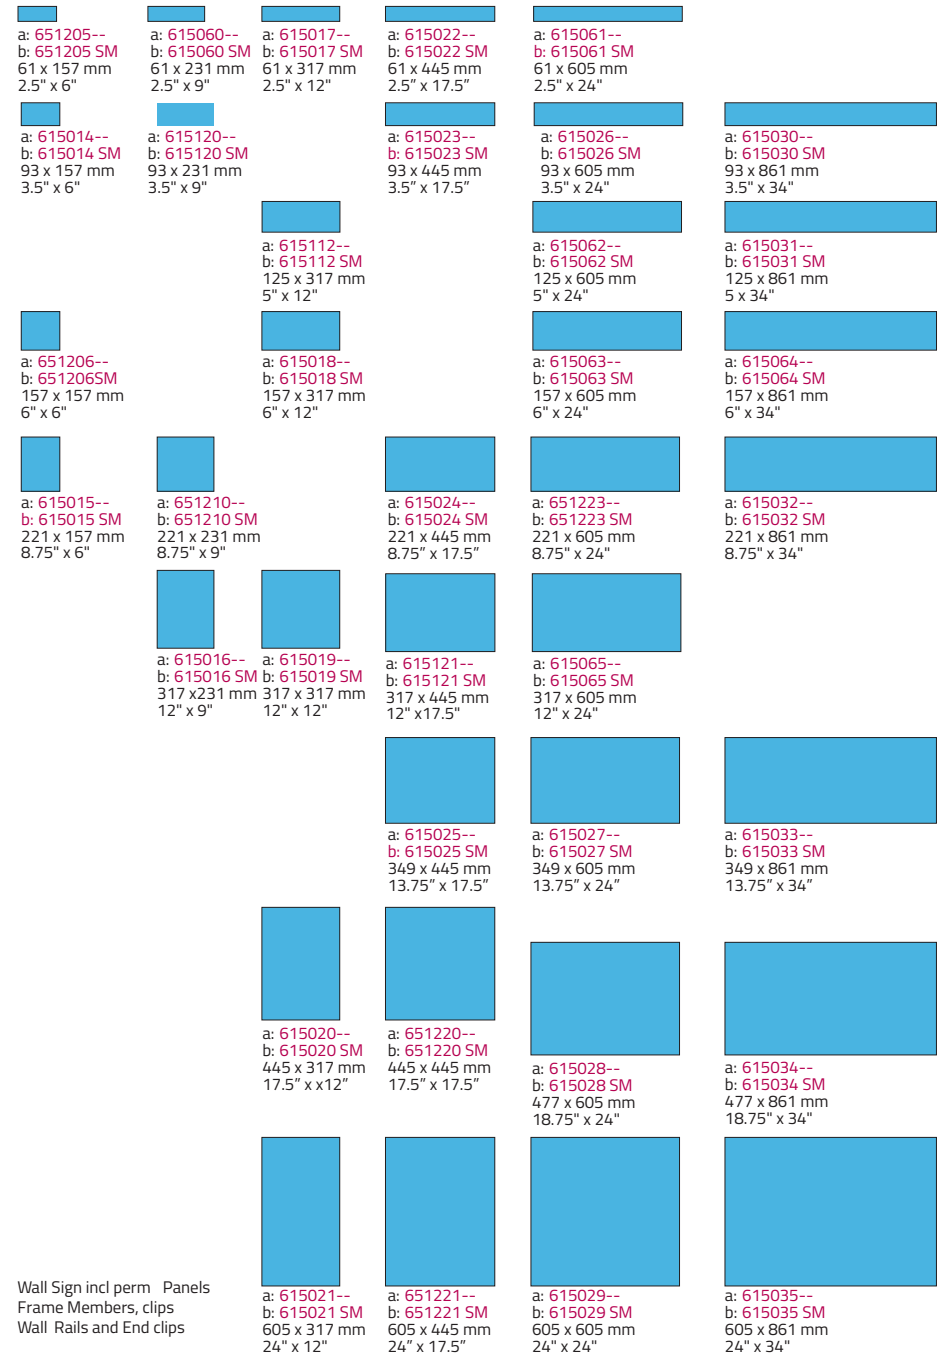 a: 651205--
b: 651205 SM
61 x 157 mm
2.5" x 6"
a: 615060--
b: 615060 SM
61 x 231 mm
2.5" x 9"
a: 615017--
b: 615017 SM
61 x 317 mm
2.5" x 12"
a: 615022--
b: 615022 SM
61 x 445 mm
2.5” x 17.5”
a: 615061--
b: 615061 SM
61 x 605 mm
2.5" x 24"
a: 615014--
b: 615014 SM
93 x 157 mm
3.5" x 6"
a: 615120--
b: 615120 SM
93 x 231 mm
3.5" x 9"
a: 615023--
b: 615023 SM
93 x 445 mm
3.5” x 17.5”
a: 615026--
b: 615026 SM
93 x 605 mm
3.5" x 24"
a: 615030--
b: 615030 SM
93 x 861 mm
3.5" x 34"
a: 615112--
b: 615112 SM
125 x 317 mm
5" x 12"
a: 615062--
b: 615062 SM
125 x 605 mm
5" x 24"
a: 615031--
b: 615031 SM
125 x 861 mm
5 x 34"
a: 651206--
b: 651206SM
157 x 157 mm
6" x 6"
a: 615018--
b: 615018 SM
157 x 317 mm
6" x 12"
a: 615063--
b: 615063 SM
157 x 605 mm
6" x 24"
a: 615064--
b: 615064 SM
157 x 861 mm
6" x 34"
a: 615015--
b: 615015 SM
221 x 157 mm
8.75" x 6"
a: 651210--
b: 651210 SM
221 x 231 mm
8.75" x 9"
a: 615024--
b: 615024 SM
221 x 445 mm
8.75” x 17.5”
a: 651223--
b: 651223 SM
221 x 605 mm
8.75" x 24"
a: 615032--
b: 615032 SM
221 x 861 mm
8.75" x 34"
a: 615016--
b: 615016 SM
317 x231 mm
12" x 9"
a: 615019--
b: 615019 SM
317 x 317 mm
12" x 12"
a: 615121--
b: 615121 SM
317 x 445 mm
12" x17.5"
a: 615065--
b: 615065 SM
317 x 605 mm
12" x 24"
a: 615025--
b: 615025 SM
349 x 445 mm
13.75” x 17.5”
a: 615027--
b: 615027 SM
349 x 605 mm
13.75” x 24”
a: 615033--
b: 615033 SM
349 x 861 mm
13.75” x 34”
a: 615020--
b: 615020 SM
445 x 317 mm
17.5” x x12”
a: 651220--
b: 651220 SM
445 x 445 mm
17.5” x 17.5”
a: 615028--
b: 615028 SM
477 x 605 mm
18.75" x 24"
a: 615034--
b: 615034 SM
477 x 861 mm
18.75" x 34"
Wall Sign incl perm Panels
Frame Members, clips
Wall Rails and End clips
a: 615021--
b: 615021 SM
605 x 317 mm
24" x 12"
a: 651221--
b: 651221 SM
605 x 445 mm
24” x 17.5”
a: 615029--
b: 615029 SM
605 x 605 mm
24" x 24"
a: 615035--
b: 615035 SM
605 x 861 mm
24" x 34"